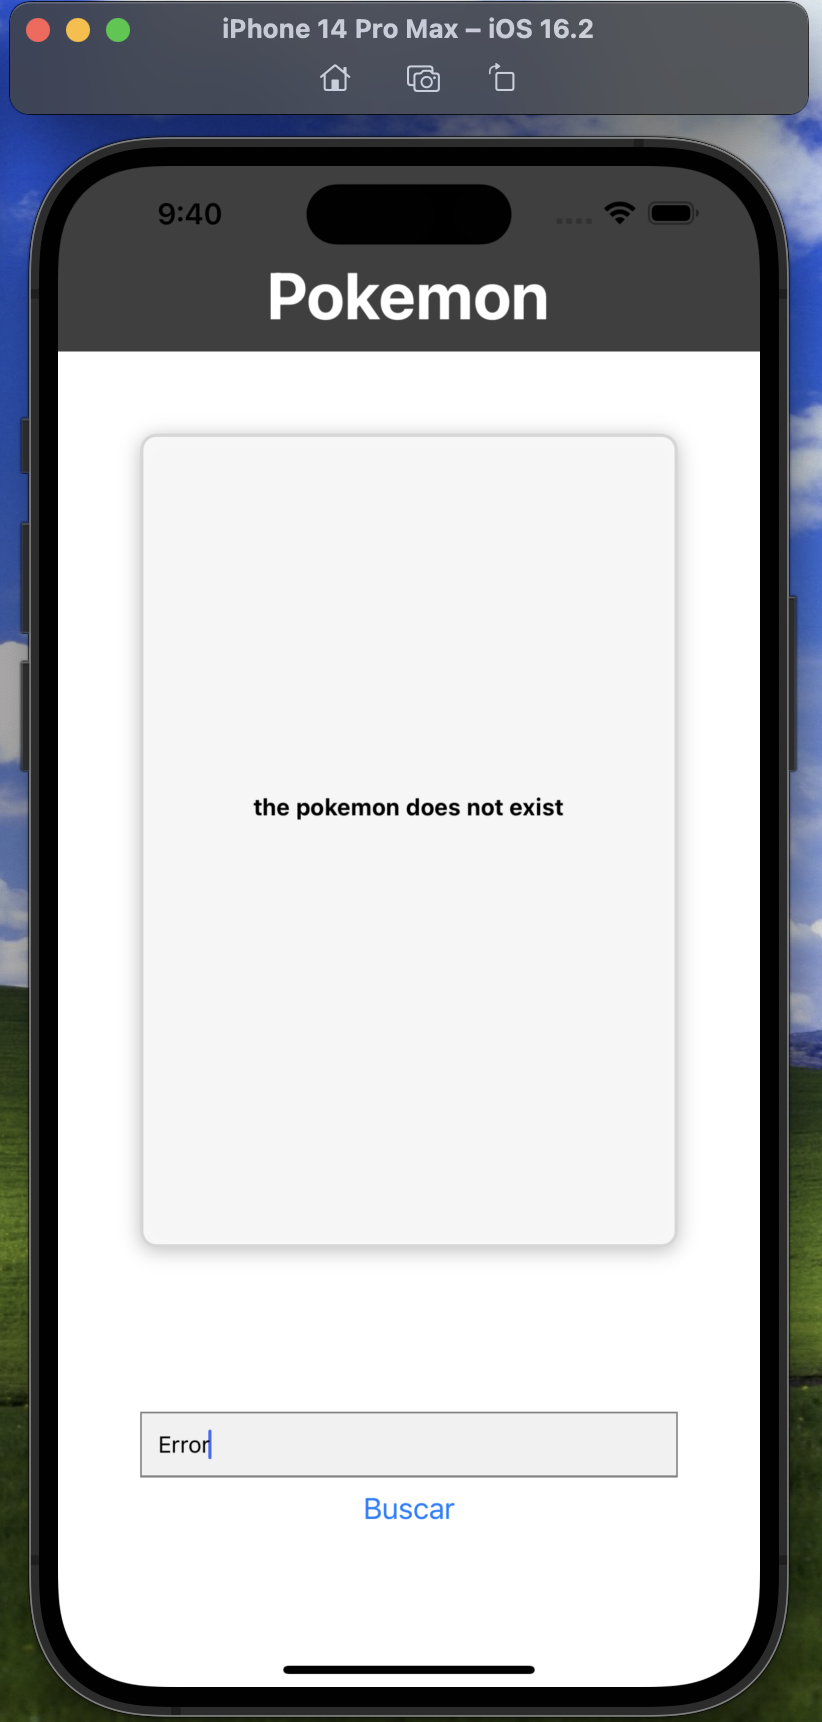 iPhone 14 Pro Max – iOS 16.2
9:40
Pokemon
the pokemon does not exist
Error
Buscar